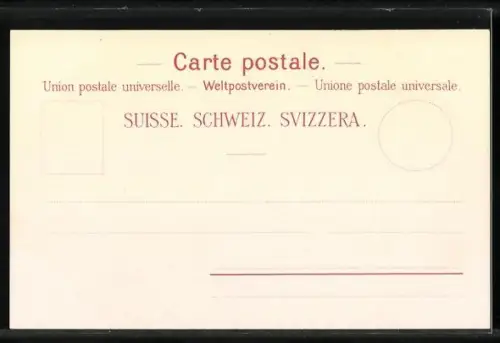 — Carte postale. —
Union postale universelle. — Weltpostverein. — Unione postale universale.
SUISSE. SCHWEIZ. SVIZZERA.